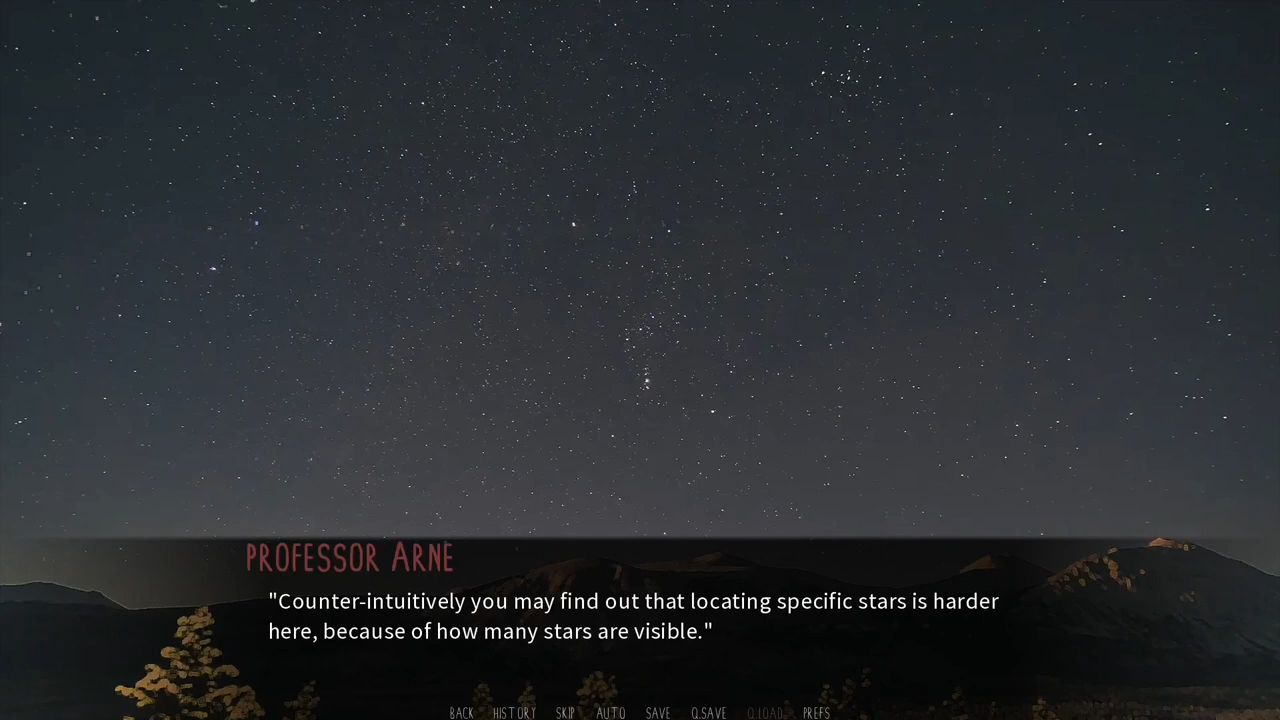 PROFESSOR ARNE
"Counter-intuitively you may find out that locating specific stars is harder
here, because of how many stars are visible."
BACK HISTORY SKIP AUTO SAVE Q.SAVE Q.LOAD PREFS